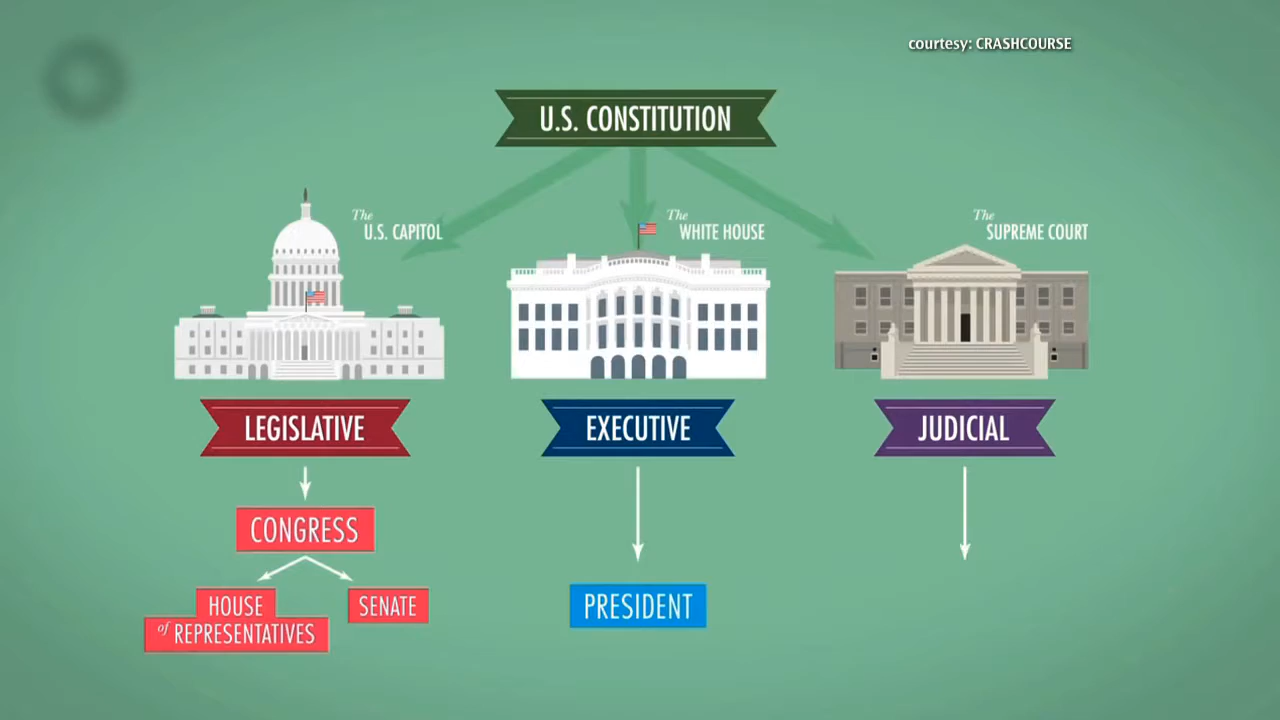 courtesy: CRASHCOURSE
U.S. CONSTITUTION
The
U.S. CAPITOL
The
WHITE HOUSE
The
SUPREME COURT
LEGISLATIVE
EXECUTIVE
JUDICIAL
CONGRESS
HOUSE
of REPRESENTATIVES
SENATE
PRESIDENT